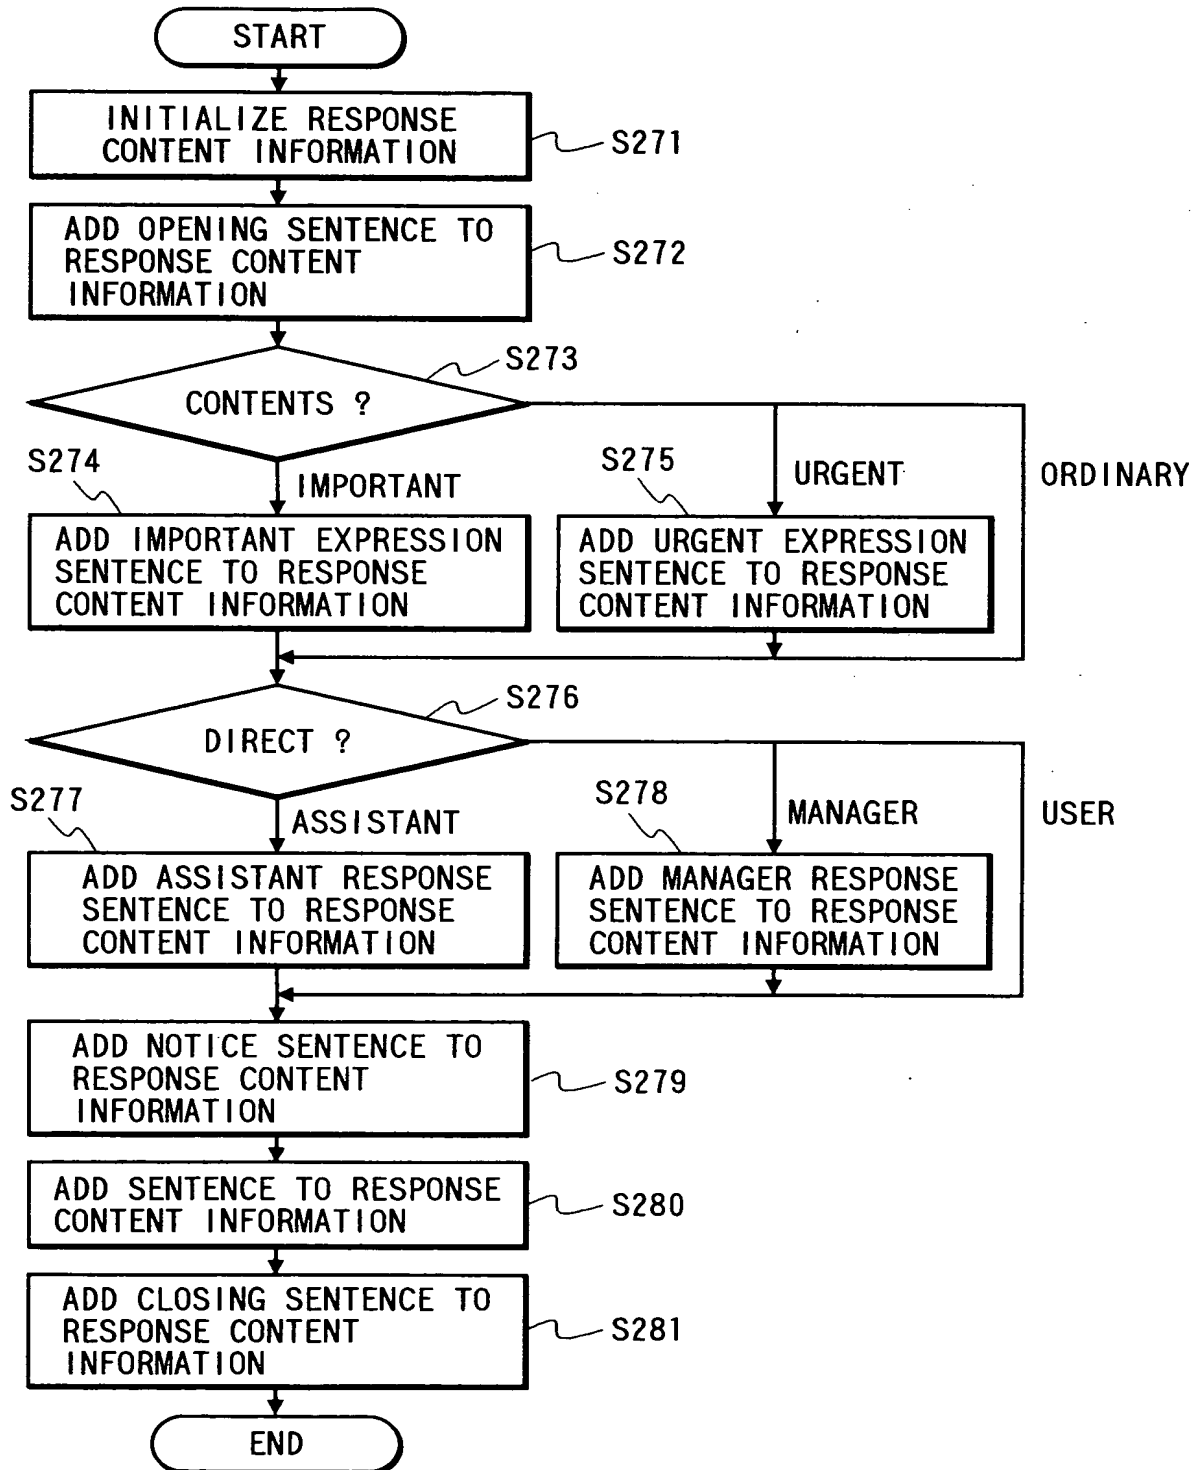 START
INITIALIZE RESPONSE
CONTENT INFORMATION
S271
ADD OPENING SENTENCE TO
RESPONSE CONTENT
INFORMATION
S272
S273
CONTENTS ?
S274
IMPORTANT
S275
URGENT
ORDINARY
ADD IMPORTANT EXPRESSION
SENTENCE TO RESPONSE
CONTENT INFORMATION
ADD URGENT EXPRESSION
SENTENCE TO RESPONSE
CONTENT INFORMATION
S276
DIRECT ?
S277
ASSISTANT
S278
MANAGER
USER
ADD ASSISTANT RESPONSE
SENTENCE TO RESPONSE
CONTENT INFORMATION
ADD MANAGER RESPONSE
SENTENCE TO RESPONSE
CONTENT INFORMATION
ADD NOTICE SENTENCE TO
RESPONSE CONTENT
INFORMATION
S279
ADD SENTENCE TO RESPONSE
CONTENT INFORMATION
S280
ADD CLOSING SENTENCE TO
RESPONSE CONTENT
INFORMATION
S281
END